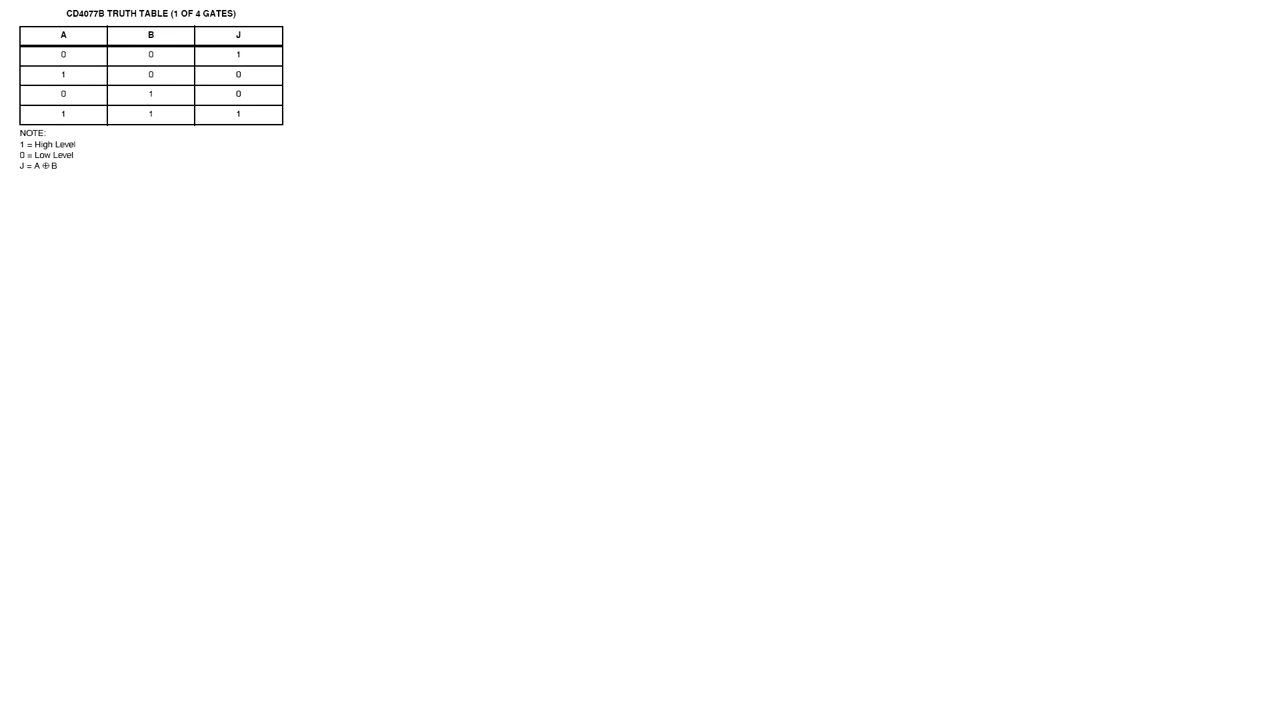 CD4077B TRUTH TABLE (1 OF 4 GATES)
A B J
0 0 1
1 0 0
0 1 0
1 1 1
NOTE:
1 = High Level
0 = Low Level
J = A ⊕ B